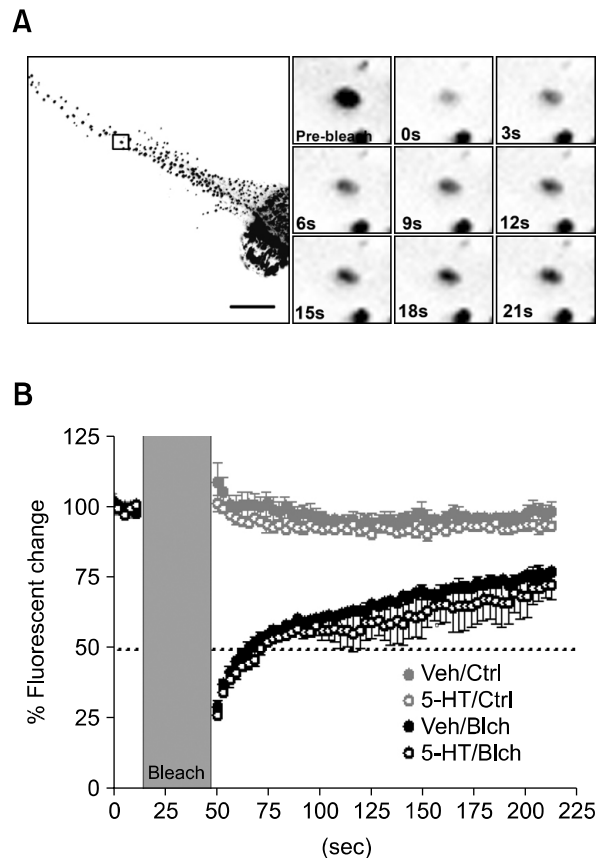 A
Pre-bleach
0s
3s
6s
9s
12s
15s
18s
21s
B
% Fluorescent change
125
100
75
50
25
0
Bleach
Veh/Ctrl
5-HT/Ctrl
Veh/Blch
5-HT/Blch
0 25 50 75 100 125 150 175 200 225
(sec)